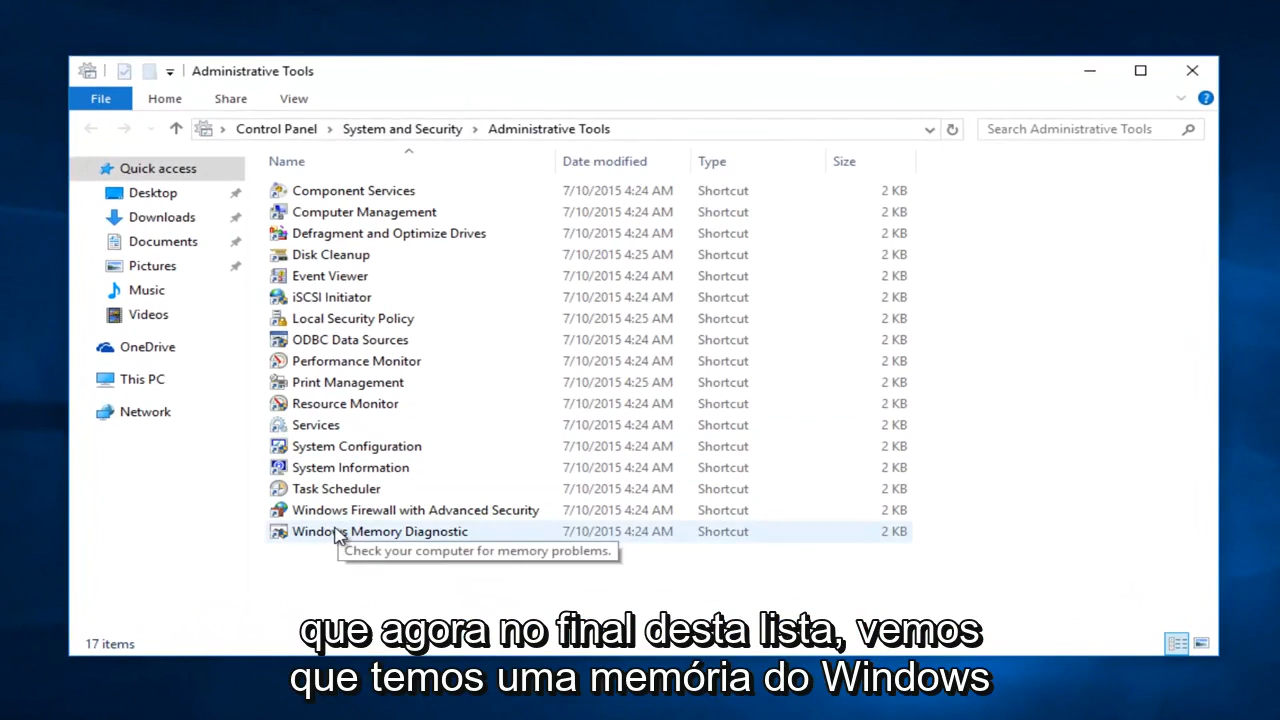 Administrative Tools
File Home Share View
Control Panel System and Security Administrative Tools Search Administrative Tools
Name Date modified Type Size
Quick access
Desktop
Downloads
Documents
Pictures
Music
Videos
OneDrive
This PC
Network
Component Services 7/10/2015 4:24 AM Shortcut 2 KB
Computer Management 7/10/2015 4:24 AM Shortcut 2 KB
Defragment and Optimize Drives 7/10/2015 4:24 AM Shortcut 2 KB
Disk Cleanup 7/10/2015 4:25 AM Shortcut 2 KB
Event Viewer 7/10/2015 4:24 AM Shortcut 2 KB
iSCSI Initiator 7/10/2015 4:24 AM Shortcut 2 KB
Local Security Policy 7/10/2015 4:25 AM Shortcut 2 KB
ODBC Data Sources 7/10/2015 4:24 AM Shortcut 2 KB
Performance Monitor 7/10/2015 4:24 AM Shortcut 2 KB
Print Management 7/10/2015 4:25 AM Shortcut 2 KB
Resource Monitor 7/10/2015 4:24 AM Shortcut 2 KB
Services 7/10/2015 4:24 AM Shortcut 2 KB
System Configuration 7/10/2015 4:24 AM Shortcut 2 KB
System Information 7/10/2015 4:24 AM Shortcut 2 KB
Task Scheduler 7/10/2015 4:24 AM Shortcut 2 KB
Windows Firewall with Advanced Security 7/10/2015 4:24 AM Shortcut 2 KB
Windows Memory Diagnostic 7/10/2015 4:24 AM Shortcut 2 KB
Check your computer for memory problems.
17 items
que agora no final desta lista, vemos
que temos uma memória do Windows